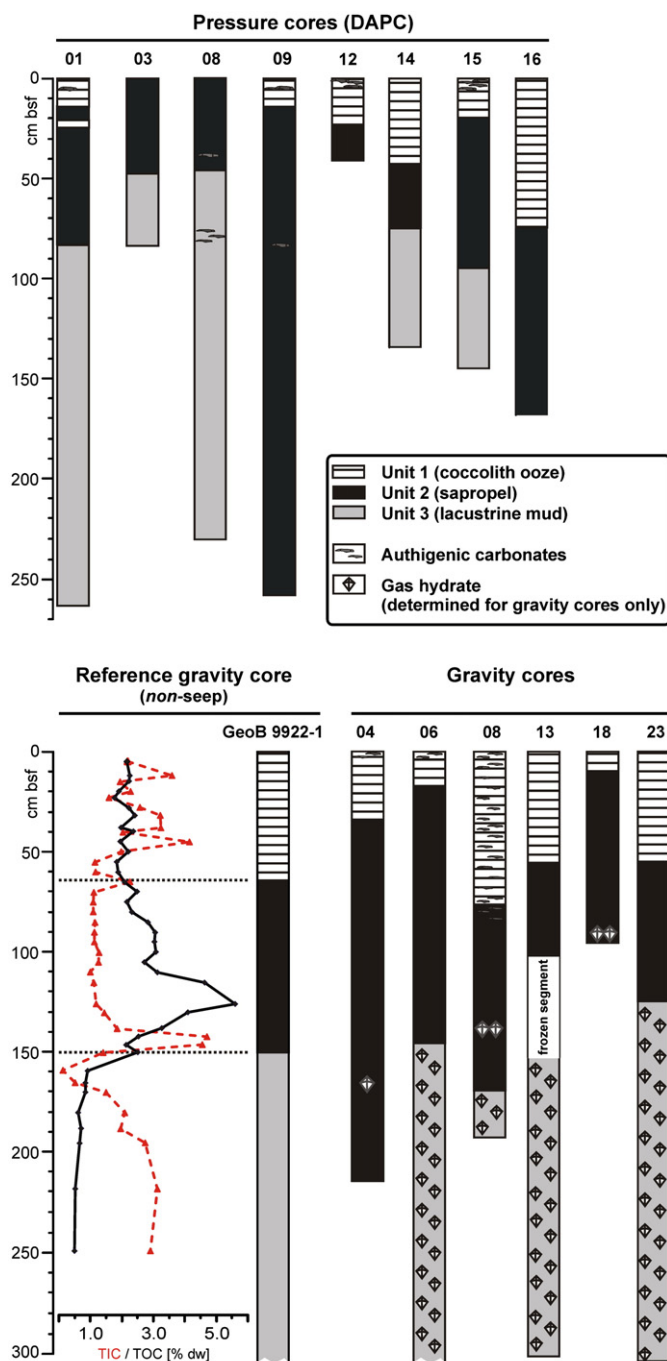 Pressure cores (DAPC)
01 03 08 09 12 14 15 16
0
cm bsf
50
100
150
200
250
Unit 1 (coccolith ooze)
Unit 2 (sapropel)
Unit 3 (lacustrine mud)
Authigenic carbonates
Gas hydrate
(determined for gravity cores only)
Reference gravity core
(non-seep)
Gravity cores
GeoB 9922-1
04 06 08 13 18 23
0
cm bsf
50
100
150
200
250
300
frozen segment
1.0 3.0 5.0
TIC / TOC [% dw]